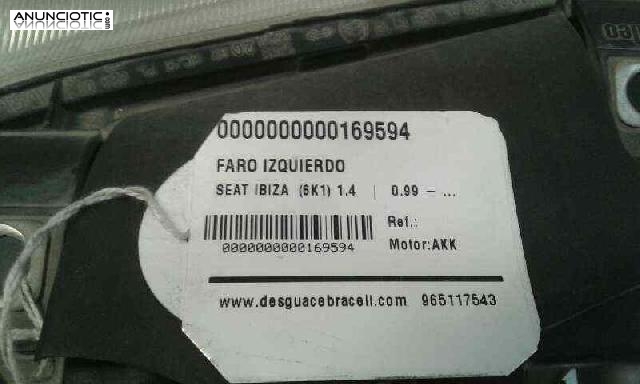 ANUNCIOTIC.com
0000000000169594
FARO IZQUIERDO
SEAT IBIZA (6K1) 1.4 | 0.99 - ...
Ref.:
0000000000169594
Motor:AKK
www.desguacebracell.com 965117543